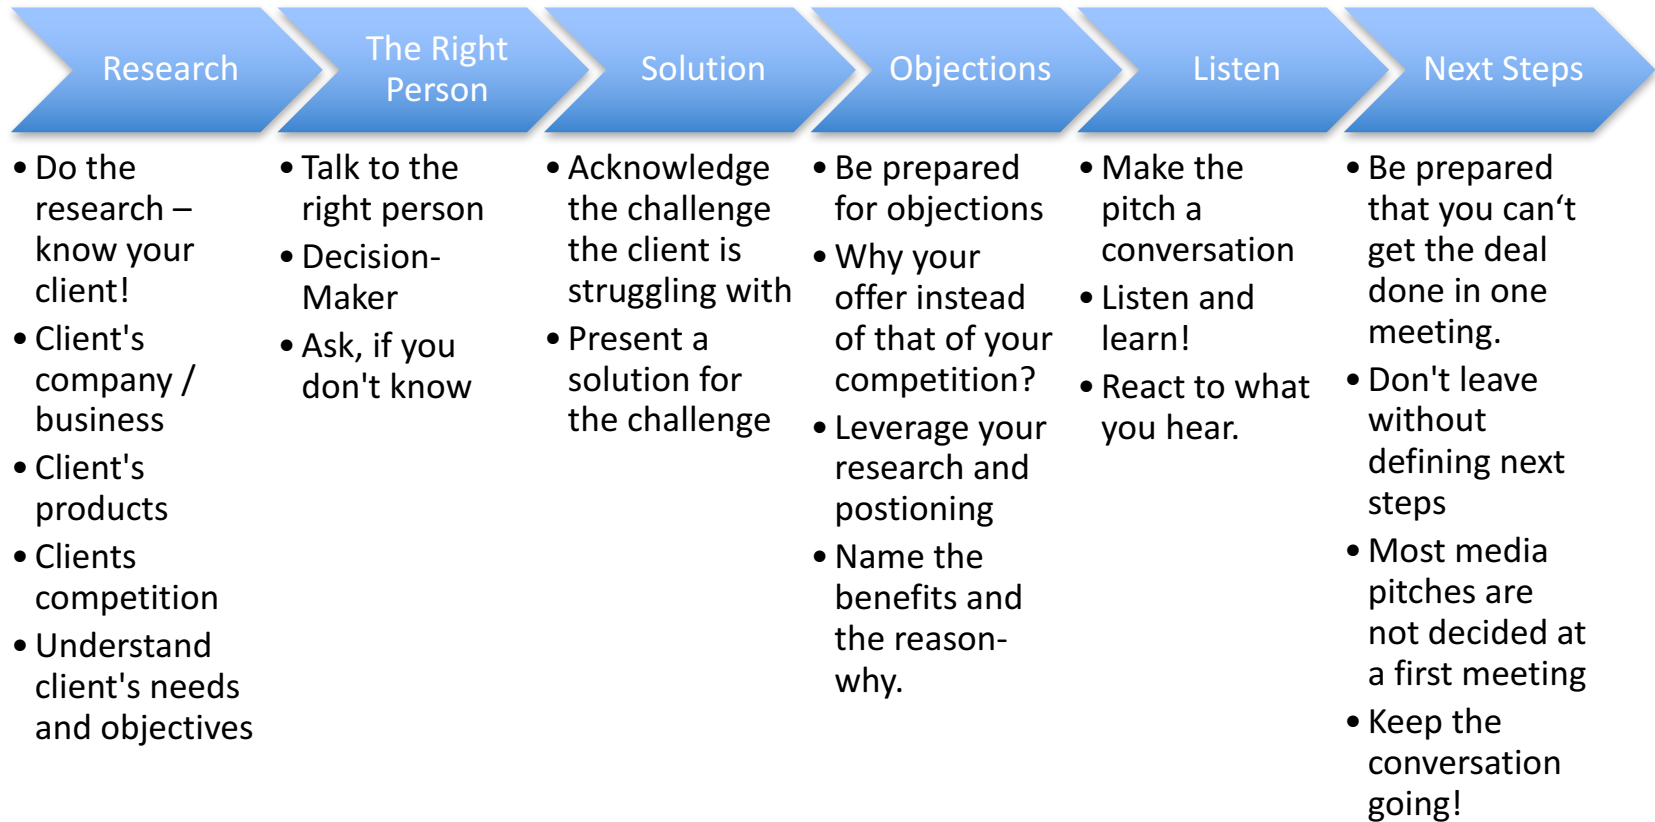 Research
The Right
Person
Solution
Objections
Listen
Next Steps
• Do the
research –
know your
client!
• Client's
company /
business
• Client's
products
• Clients
competition
• Understand
client's needs
and objectives
• Talk to the
right person
• Decision-
Maker
• Ask, if you
don't know
• Acknowledge
the challenge
the client is
struggling with
• Present a
solution for
the challenge
• Be prepared
for objections
• Why your
offer instead
of that of your
competition?
• Leverage your
research and
postioning
• Name the
benefits and
the reason-
why.
• Make the
pitch a
conversation
• Listen and
learn!
• React to what
you hear.
• Be prepared
that you can‘t
get the deal
done in one
meeting.
• Don't leave
without
defining next
steps
• Most media
pitches are
not decided at
a first meeting
• Keep the
conversation
going!